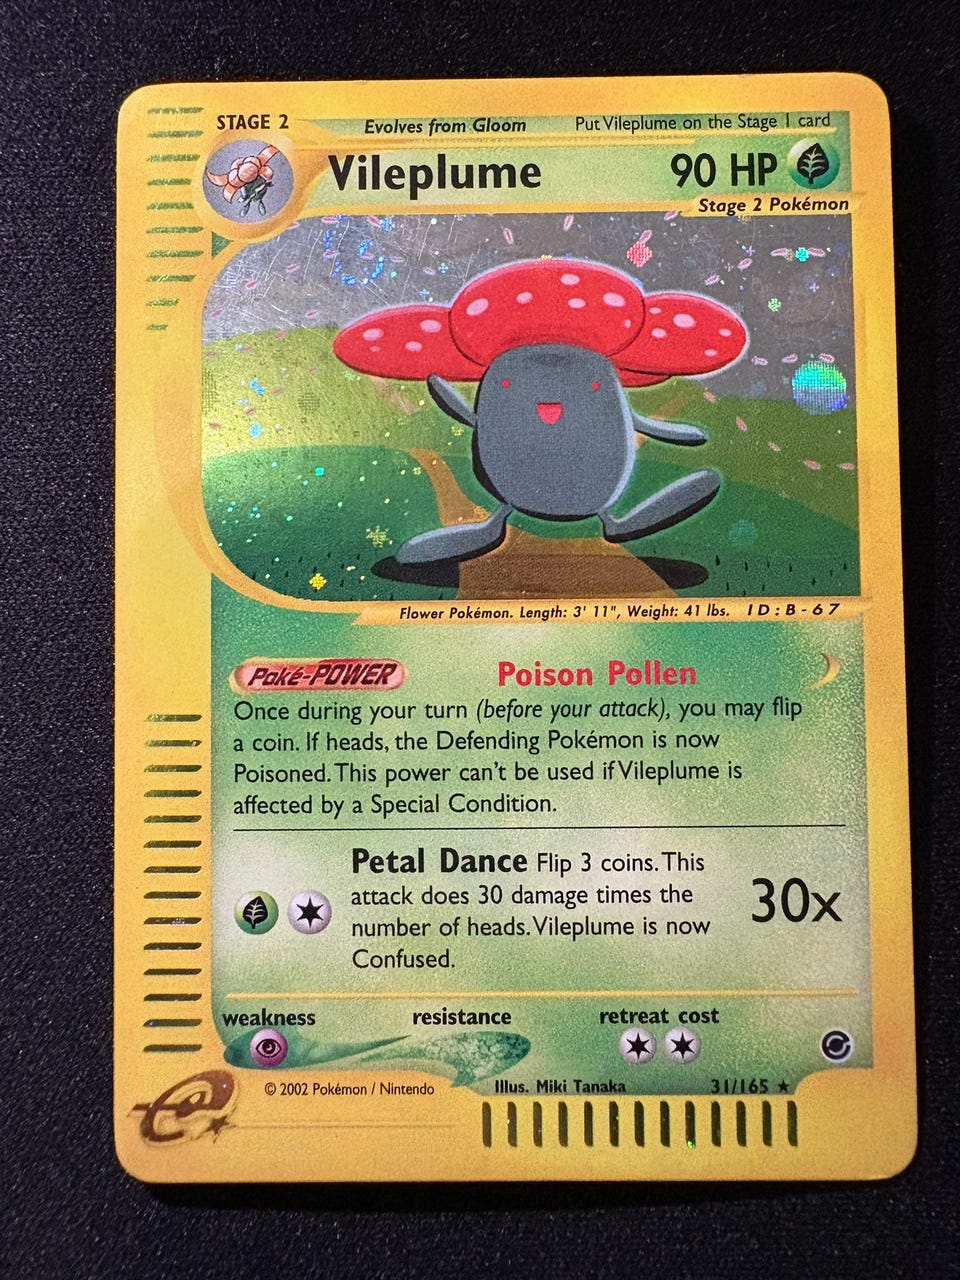 STAGE 2 Evolves from Gloom Put Vileplume on the Stage 1 card
Vileplume 90 HP
Stage 2 Pokémon
Flower Pokémon. Length: 3' 11", Weight: 41 lbs. ID:B-67
Poké-POWER Poison Pollen
Once during your turn (before your attack), you may flip
a coin. If heads, the Defending Pokémon is now
Poisoned. This power can't be used if Vileplume is
affected by a Special Condition.
Petal Dance Flip 3 coins. This
attack does 30 damage times the
number of heads. Vileplume is now
Confused.
30x
weakness resistance retreat cost
© 2002 Pokémon / Nintendo Illus. Miki Tanaka 31/165 ★
e